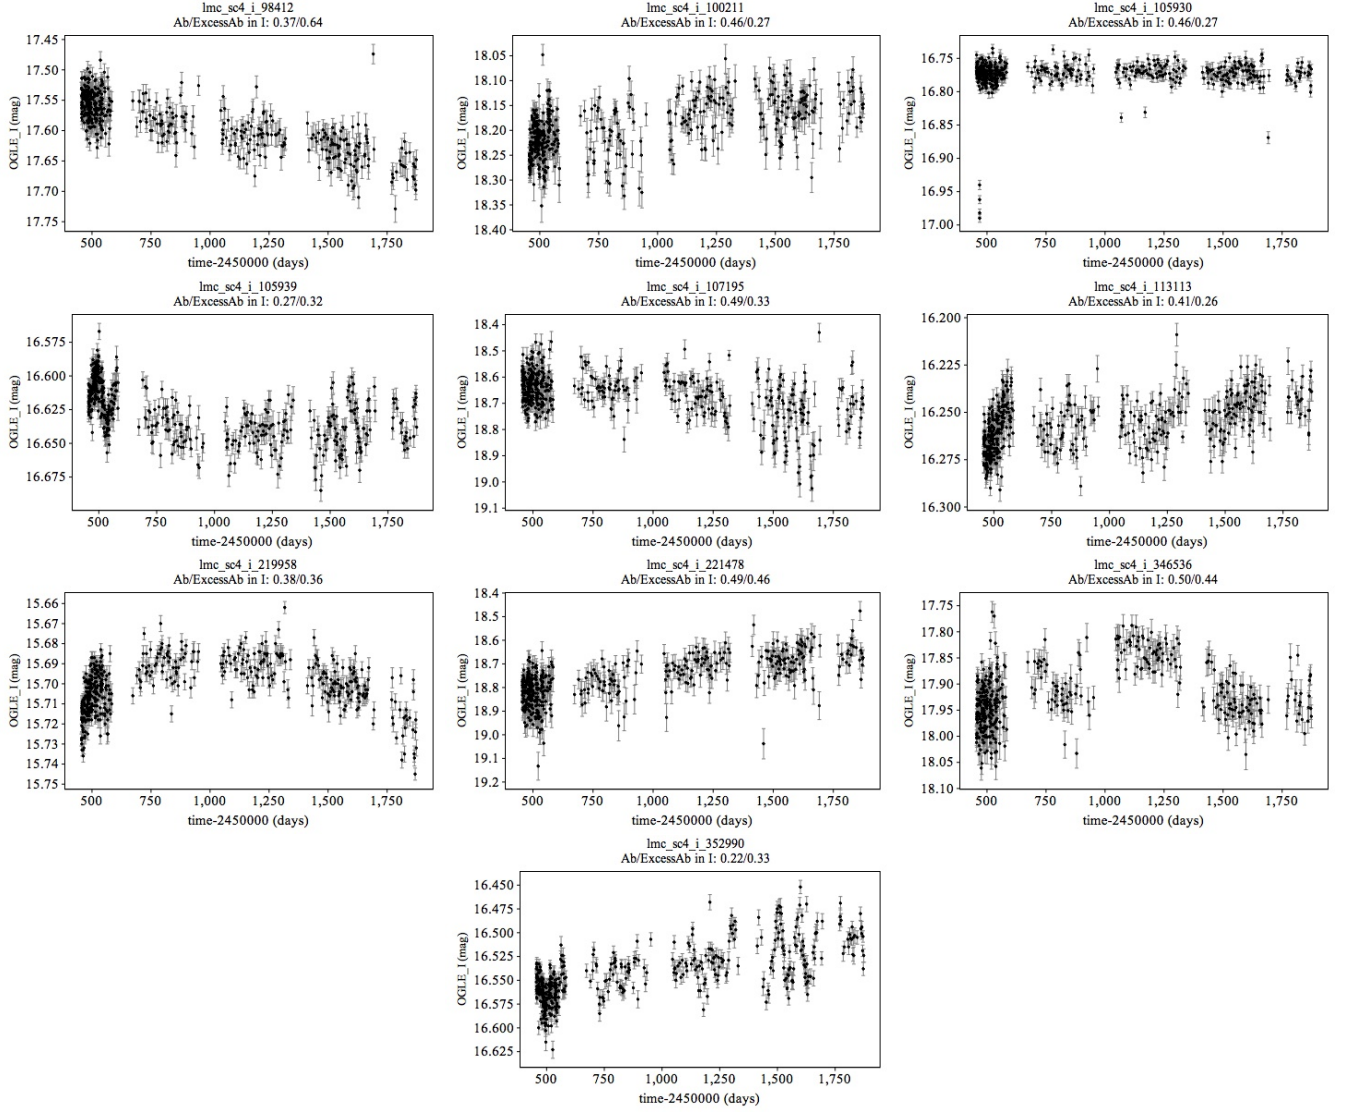 lmc_sc4_i_98412
Ab/ExcessAb in I: 0.37/0.64
17.45
17.50
17.55
17.60
17.65
17.70
17.75
OGLE_I (mag)
500 750 1,000 1,250 1,500 1,750
time-2450000 (days)
lmc_sc4_i_100211
Ab/ExcessAb in I: 0.46/0.27
18.05
18.10
18.15
18.20
18.25
18.30
18.35
18.40
OGLE_I (mag)
500 750 1,000 1,250 1,500 1,750
time-2450000 (days)
lmc_sc4_i_105930
Ab/ExcessAb in I: 0.46/0.27
16.75
16.80
16.85
16.90
16.95
17.00
OGLE_I (mag)
500 750 1,000 1,250 1,500 1,750
time-2450000 (days)
lmc_sc4_i_105939
Ab/ExcessAb in I: 0.27/0.32
16.575
16.600
16.625
16.650
16.675
OGLE_I (mag)
500 750 1,000 1,250 1,500 1,750
time-2450000 (days)
lmc_sc4_i_107195
Ab/ExcessAb in I: 0.49/0.33
18.4
18.5
18.6
18.7
18.8
18.9
19.0
19.1
OGLE_I (mag)
500 750 1,000 1,250 1,500 1,750
time-2450000 (days)
lmc_sc4_i_113113
Ab/ExcessAb in I: 0.41/0.26
16.200
16.225
16.250
16.275
16.300
OGLE_I (mag)
500 750 1,000 1,250 1,500 1,750
time-2450000 (days)
lmc_sc4_i_219958
Ab/ExcessAb in I: 0.38/0.36
15.66
15.67
15.68
15.69
15.70
15.71
15.72
15.73
15.74
15.75
OGLE_I (mag)
500 750 1,000 1,250 1,500 1,750
time-2450000 (days)
lmc_sc4_i_221478
Ab/ExcessAb in I: 0.49/0.46
18.4
18.6
18.7
18.8
18.9
19.0
19.1
19.2
OGLE_I (mag)
500 750 1,000 1,250 1,500 1,750
time-2450000 (days)
lmc_sc4_i_346536
Ab/ExcessAb in I: 0.50/0.44
17.75
17.80
17.85
17.90
17.95
18.00
18.05
18.10
OGLE_I (mag)
500 750 1,000 1,250 1,500 1,750
time-2450000 (days)
lmc_sc4_i_352990
Ab/ExcessAb in I: 0.22/0.33
16.450
16.475
16.500
16.525
16.550
16.575
16.600
16.625
OGLE_I (mag)
500 750 1,000 1,250 1,500 1,750
time-2450000 (days)